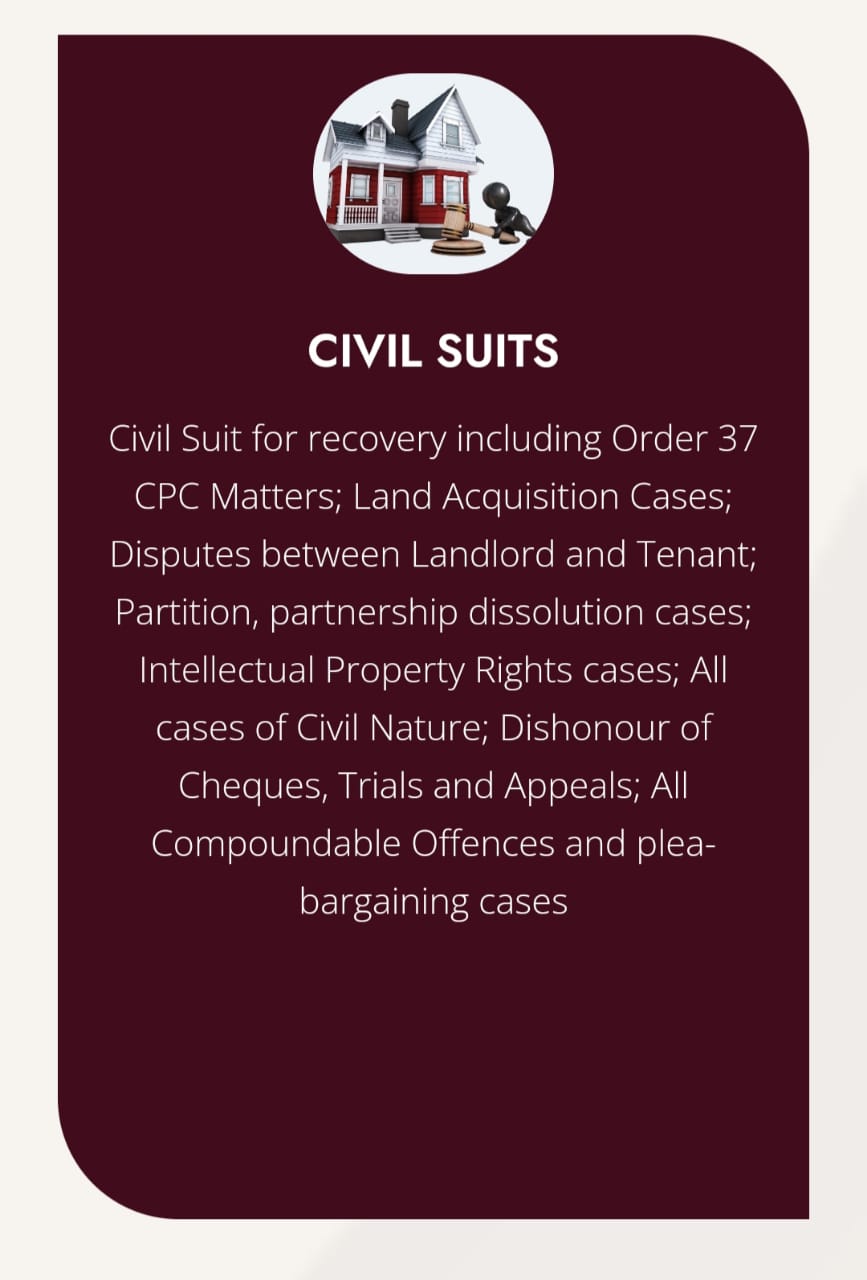 CIVIL SUITS
Civil Suit for recovery including Order 37
CPC Matters; Land Acquisition Cases;
Disputes between Landlord and Tenant;
Partition, partnership dissolution cases;
Intellectual Property Rights cases; All
cases of Civil Nature; Dishonour of
Cheques, Trials and Appeals; All
Compoundable Offences and plea-
bargaining cases